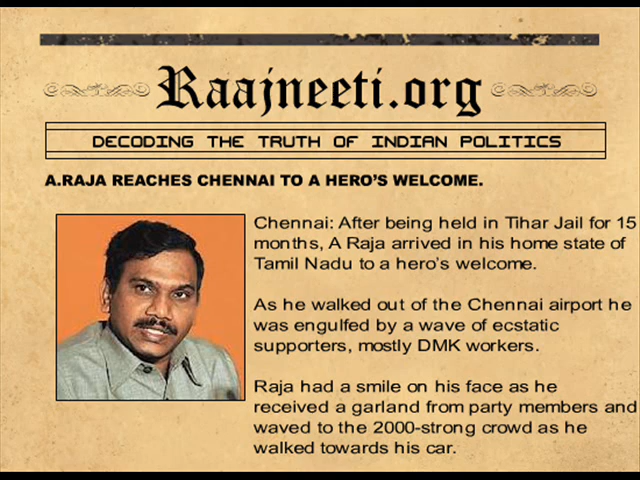 Raajneeti.org
DECODING THE TRUTH OF INDIAN POLITICS
A.RAJA REACHES CHENNAI TO A HERO'S WELCOME.
Chennai: After being held in Tihar Jail for 15
months, A Raja arrived in his home state of
Tamil Nadu to a hero's welcome.
As he walked out of the Chennai airport he
was engulfed by a wave of ecstatic
supporters, mostly DMK workers.
Raja had a smile on his face as he
received a garland from party members and
waved to the 2000-strong crowd as he
walked towards his car.